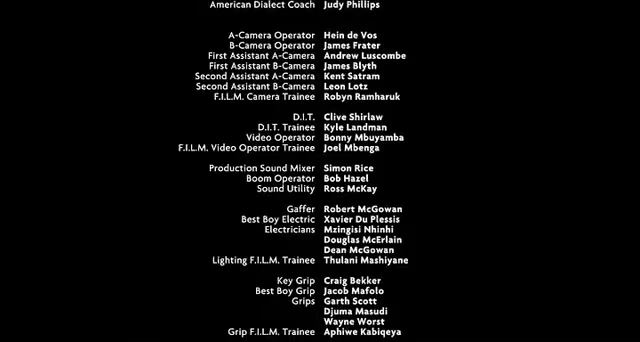 American Dialect Coach Judy Phillips
A-Camera Operator Hein de Vos
B-Camera Operator James Frater
First Assistant A-Camera Andrew Luscombe
First Assistant B-Camera James Blyth
Second Assistant A-Camera Kent Satram
Second Assistant B-Camera Leon Lotz
F.I.L.M. Camera Trainee Robyn Ramharuk
D.I.T. Clive Shirlaw
D.I.T. Trainee Kyle Landman
Video Operator Bonny Mbuyamba
F.I.L.M. Video Operator Trainee Joel Mbenga
Production Sound Mixer Simon Rice
Boom Operator Bob Hazel
Sound Utility Ross McKay
Gaffer Robert McGowan
Best Boy Electric Xavier Du Plessis
Electricians Mzingisi Nhinhi
Douglas McErlain
Dean McGowan
Lighting F.I.L.M. Trainee Thulani Mashiyane
Key Grip Craig Bekker
Best Boy Grip Jacob Mafolo
Grips Garth Scott
Djuma Masudi
Wayne Worst
Grip F.I.L.M. Trainee Aphiwe Kabiqeya